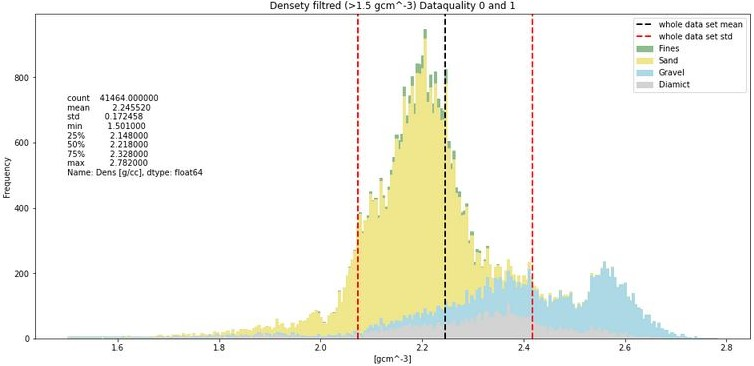 Densety filtred (>1.5 gcm^-3) Dataquality 0 and 1
whole data set mean
whole data set std
Fines
Sand
Gravel
Diamict
count 41464.000000
mean 2.245520
std 0.172458
min 1.501000
25% 2.148000
50% 2.218000
75% 2.328000
max 2.782000
Name: Dens [g/cc], dtype: float64
Frequency
800
600
400
200
0
1.6 1.8 2.0 2.2 2.4 2.6 2.8
[gcm^-3]